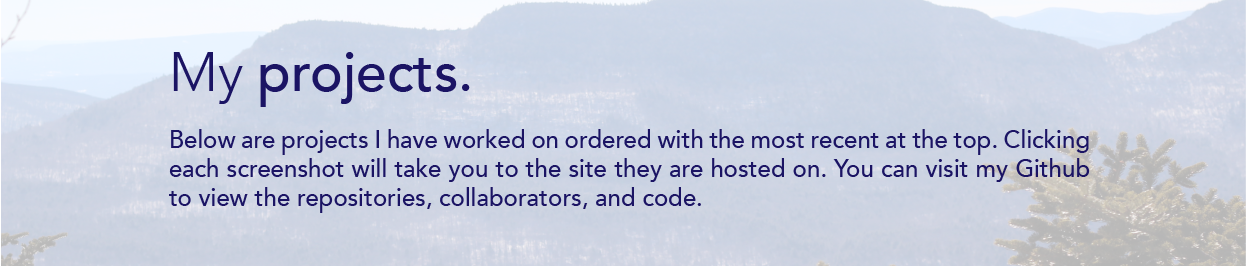 My projects.
Below are projects I have worked on ordered with the most recent at the top. Clicking
each screenshot will take you to the site they are hosted on. You can visit my Github
to view the repositories, collaborators, and code.